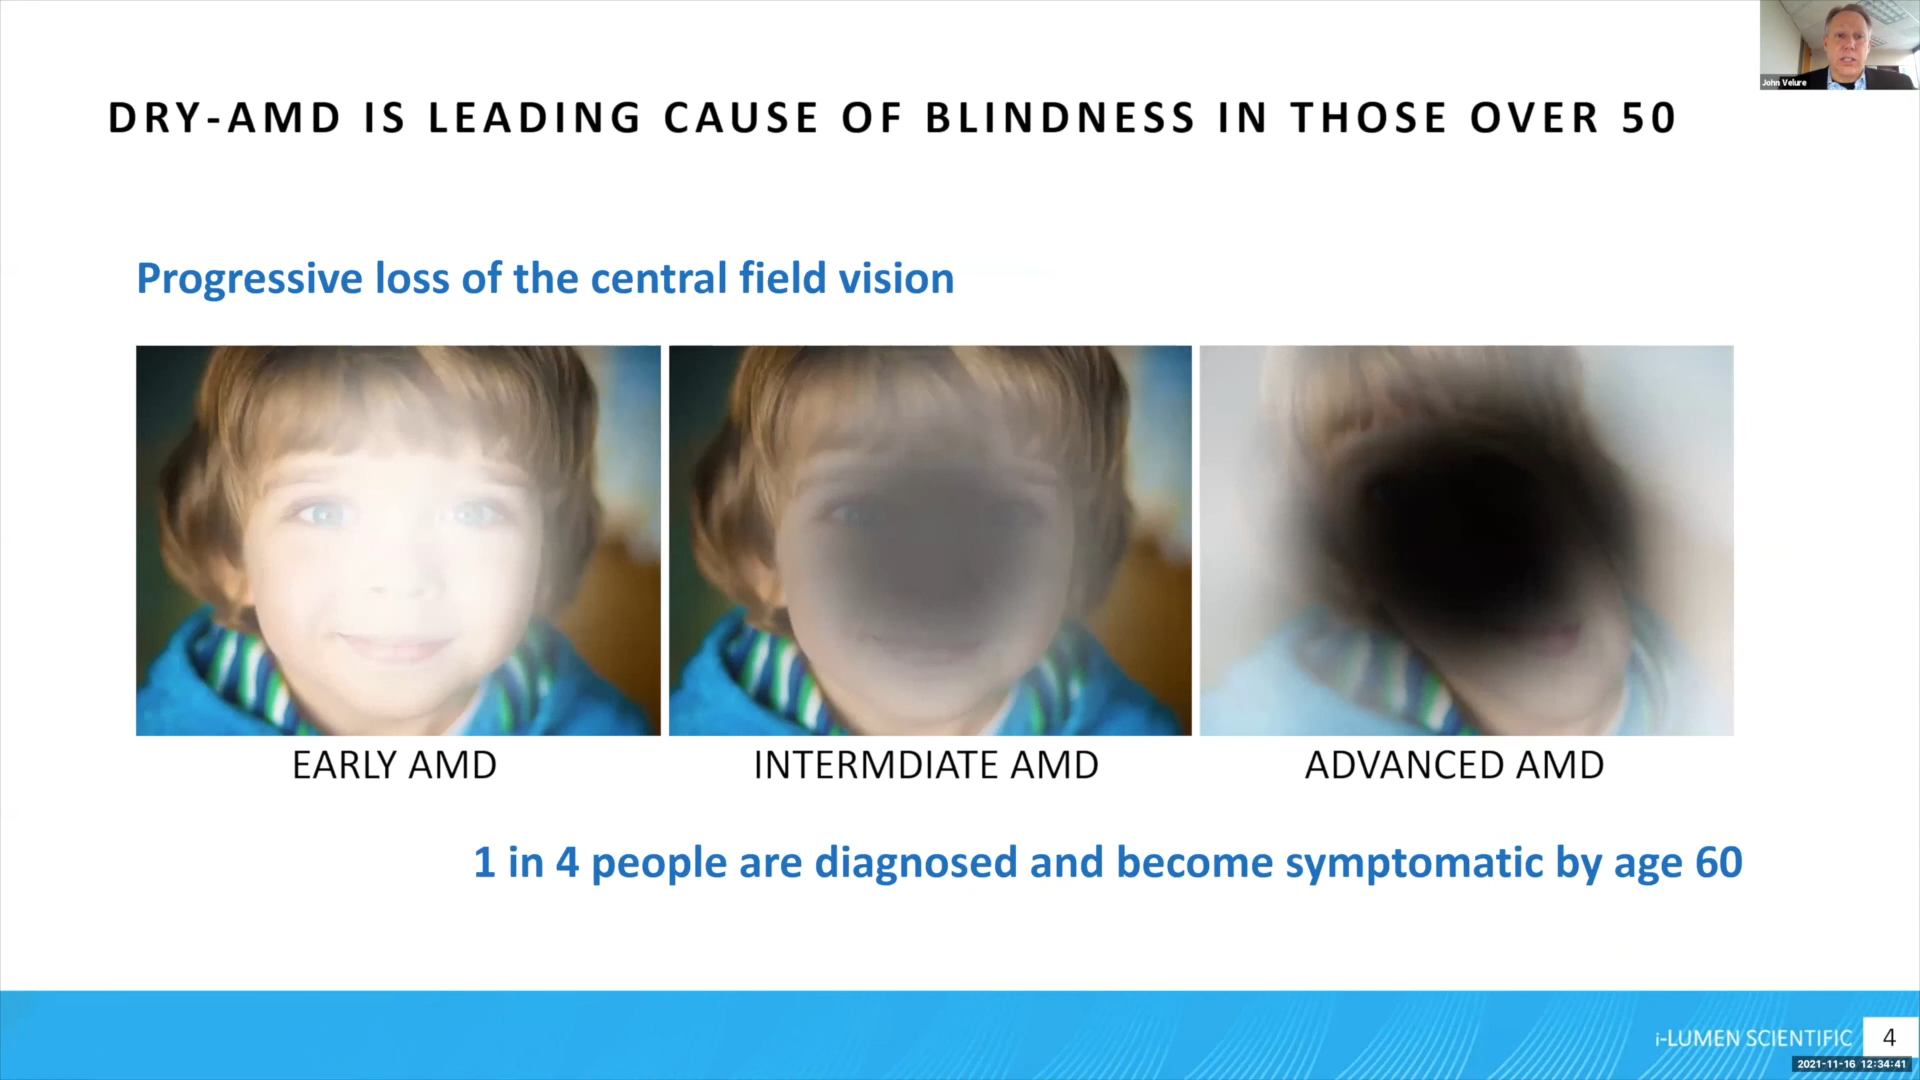 John Velure
DRY-AMD IS LEADING CAUSE OF BLINDNESS IN THOSE OVER 50
Progressive loss of the central field vision
EARLY AMD
INTERMDIATE AMD
ADVANCED AMD
1 in 4 people are diagnosed and become symptomatic by age 60
i-LUMEN SCIENTIFIC
4
2021-11-16 12:34:41